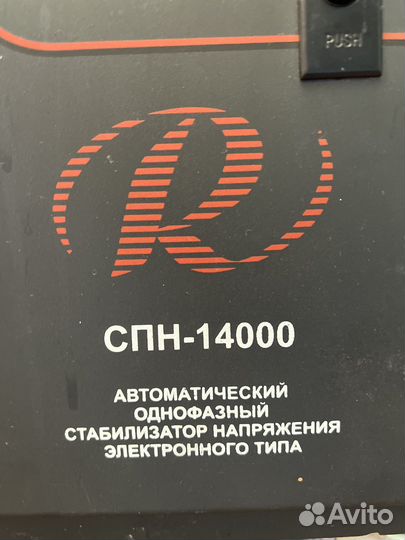 PUSH
R
СПН-14000
АВТОМАТИЧЕСКИЙ
ОДНОФАЗНЫЙ
СТАБИЛИЗАТОР НАПРЯЖЕНИЯ
ЭЛЕКТРОННОГО ТИПА
Avito